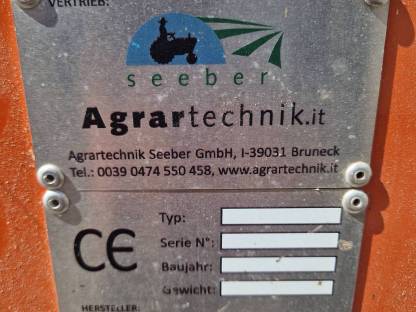 VERTRIEB:
seeber
Agrartechnik.it
Agrartechnik Seeber GmbH, I-39031 Bruneck
Tel.: 0039 0474 550 458, www.agrartechnik.it
CE
Typ:
Serie N°:
Baujahr:
Gewicht:
HERSTELLER: